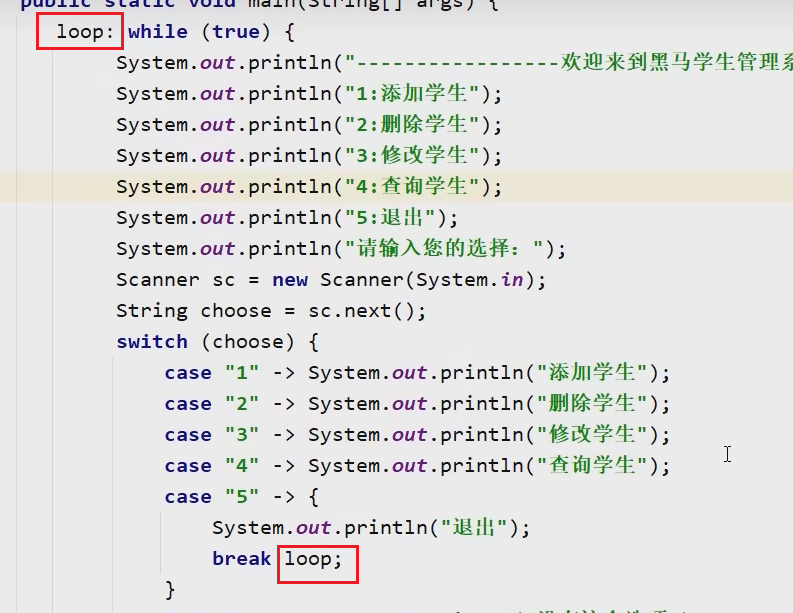 public static void main(String[] args) {
loop: while (true) {
System.out.println("-----------------欢迎来到黑马学生管理系
System.out.println("1:添加学生");
System.out.println("2:删除学生");
System.out.println("3:修改学生");
System.out.println("4:查询学生");
System.out.println("5:退出");
System.out.println("请输入您的选择：");
Scanner sc = new Scanner(System.in);
String choose = sc.next();
switch (choose) {
case "1" -> System.out.println("添加学生");
case "2" -> System.out.println("删除学生");
case "3" -> System.out.println("修改学生");
case "4" -> System.out.println("查询学生");
case "5" -> {
System.out.println("退出");
break loop;
}